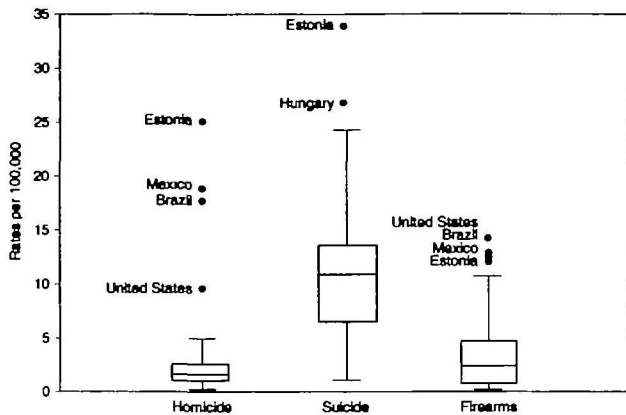 35
30
25
20
15
10
5
0
Rates per 100,000
Estonia
Mexico
Brazil
United States
Estonia
Hungary
United States
Brazil
Mexico
Estonia
Homicide
Suicide
Firearms